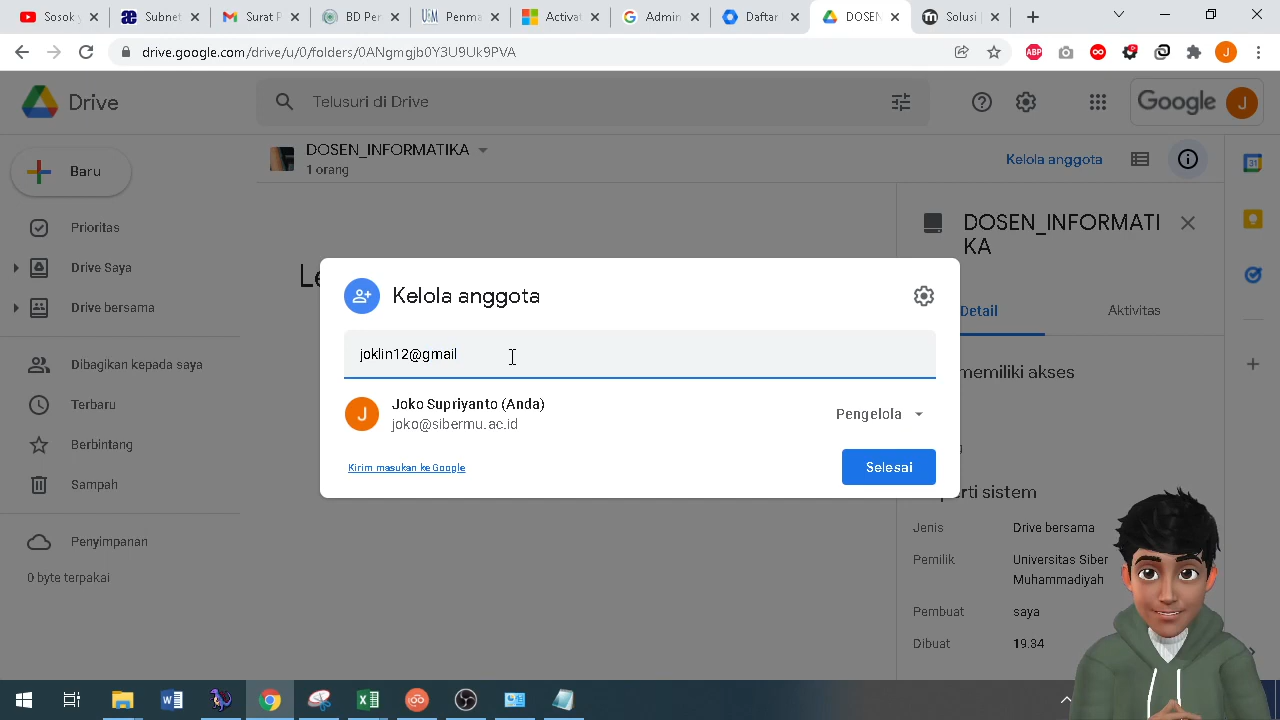 Sosok y
Subnet
Surat P
BD Per
Penma
Activat
Admin
Daftar
DOSEN
Solusi
drive.google.com/drive/u/0/folders/0ANqmgjb0Y3U9Uk9PVA
ABP
J
Drive
Telusuri di Drive
Google
J
Baru
DOSEN_INFORMATIKA
1 orang
Kelola anggota
31
Prioritas
Drive Saya
Drive bersama
Dibagikan kepada saya
Terbaru
Berbintang
Sampah
Penyimpanan
0 byte terpakai
DOSEN_INFORMATI
KA
Detail
Aktivitas
memiliki akses
Kelola anggota
joklin12@gmail
J
Joko Supriyanto (Anda)
joko@sibermu.ac.id
Pengelola
Kirim masukan ke Google
Selesai
erti sistem
Jenis
Drive bersama
Pemilik
Universitas Siber
Muhammadiyah
Pembuat
saya
Dibuat
19.34